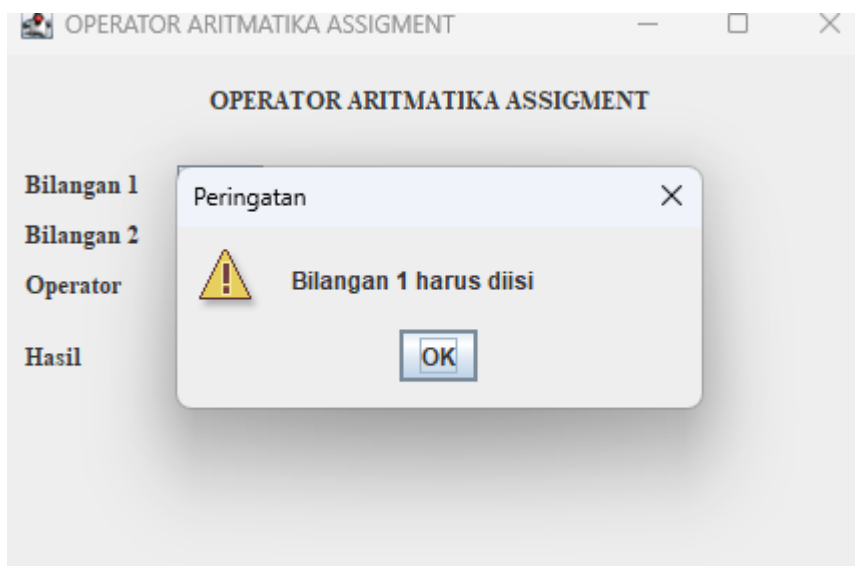 OPERATOR ARITMATIKA ASSIGMENT
OPERATOR ARITMATIKA ASSIGMENT
Bilangan 1
Peringatan
Bilangan 2
Operator
Bilangan 1 harus diisi
Hasil
OK